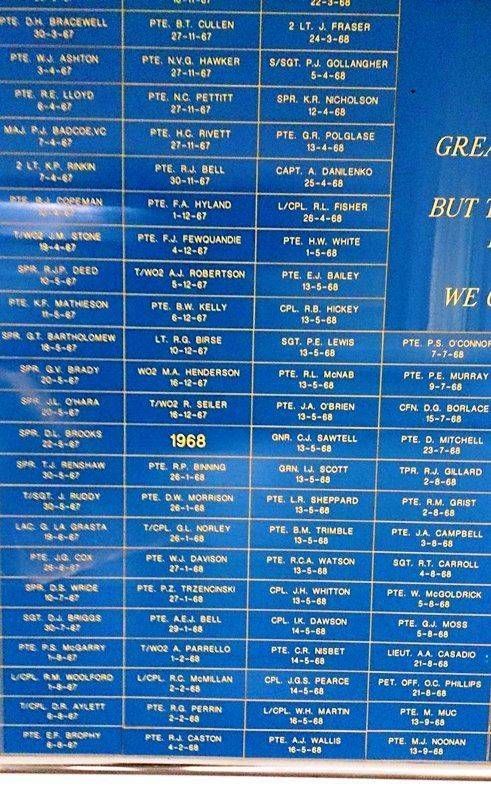 22-3-68
PTE. D.H. BRACEWELL
30-3-67
PTE. W.J. ASHTON
3-4-67
PTE. R.E. LLOYD
6-4-67
MAJ. P.J. BADCOE,VC
7-4-67
2 LT. K.P. RINKIN
7-4-67
PTE. COPEMAN
T/WO2 J.M. STONE
19-4-67
SPR. R.J.P. DEED
10-5-67
PTE. K.F. MATHIESON
11-5-67
SPR. G.T. BARTHOLOMEW
18-5-67
SPR. G.V. BRADY
20-5-67
SPR. J.L. O'HARA
20-5-67
SPR. D.L. BROOKS
22-5-67
SPR. T.J. RENSHAW
30-5-67
T/SGT. J. RUDDY
30-5-67
LAC. G. LA GRASTA
19-6-67
PTE. J.G. COX
26-6-67
SPR. D.S. WRIDE
10-7-67
SGT. D.J. BRIGGS
30-7-67
PTE. P.S. McGARRY
1-8-67
L/CPL. R.M. WOOLFORD
1-8-67
T/CPL. D.R. AYLETT
6-8-67
PTE. E.F. BROPHY
6-8-67
PTE. B.T. CULLEN
27-11-67
PTE. N.V.G. HAWKER
27-11-67
PTE. N.C. PETTITT
27-11-67
PTE. H.C. RIVETT
27-11-67
PTE. R.J. BELL
30-11-67
PTE. F.A. HYLAND
1-12-67
PTE. F.J. FEWQUANDIE
4-12-67
T/WO2 A.J. ROBERTSON
5-12-67
PTE. B.W. KELLY
6-12-67
LT. R.G. BIRSE
10-12-67
WO2 M.A. HENDERSON
16-12-67
T/WO2 R. SEILER
16-12-67
1968
PTE. R.P. BINNING
26-1-68
PTE. D.W. MORRISON
26-1-68
T/CPL. G.L. NORLEY
26-1-68
PTE. W.J. DAVISON
27-1-68
PTE. P.Z. TRZENCINSKI
27-1-68
PTE. A.E.J. BELL
29-1-68
T/WO2 A. PARRELLO
1-2-68
L/CPL. R.C. McMILLAN
2-2-68
PTE. R.G. PERRIN
2-2-68
PTE. R.J. CASTON
4-2-68
2 LT. J. FRASER
24-3-68
S/SGT. P.J. GOLLANGHER
5-4-68
SPR. K.R. NICHOLSON
12-4-68
PTE. G.R. POLGLASE
13-4-68
CAPT. A. DANILENKO
25-4-68
L/CPL. R.L. FISHER
26-4-68
PTE. H.W. WHITE
1-5-68
PTE. E.J. BAILEY
13-5-68
CPL. R.B. HICKEY
13-5-68
SGT. P.E. LEWIS
13-5-68
PTE. R.L. McNAB
13-5-68
PTE. J.A. O'BRIEN
13-5-68
GNR. C.J. SAWTELL
13-5-68
GRN. I.J. SCOTT
13-5-68
PTE. L.R. SHEPPARD
13-5-68
PTE. B.M. TRIMBLE
13-5-68
PTE. R.C.A. WATSON
13-5-68
CPL. J.H. WHITTON
13-5-68
CPL. I.K. DAWSON
14-5-68
PTE. C.R. NISBET
14-5-68
CPL. J.G.S. PEARCE
14-5-68
L/CPL. W.H. MARTIN
16-5-68
PTE. A.J. WALLIS
16-5-68
GREA
BUT T
WE
PTE. P.S. O'CONNOR
7-7-68
PTE. P.E. MURRAY
9-7-68
CFN. D.G. BORLACE
15-7-68
PTE. D. MITCHELL
23-7-68
TPR. R.J. GILLARD
2-8-68
PTE. R.M. GRIST
2-8-68
PTE. J.A. CAMPBELL
3-8-68
SGT. R.T. CARROLL
4-8-68
PTE. W. McGOLDRICK
5-8-68
PTE. G.J. MOSS
5-8-68
LIEUT. A.A. CASADIO
21-8-68
PET. OFF. O.C. PHILLIPS
21-8-68
PTE. M. MUC
13-9-68
PTE. M.J. NOONAN
13-9-68